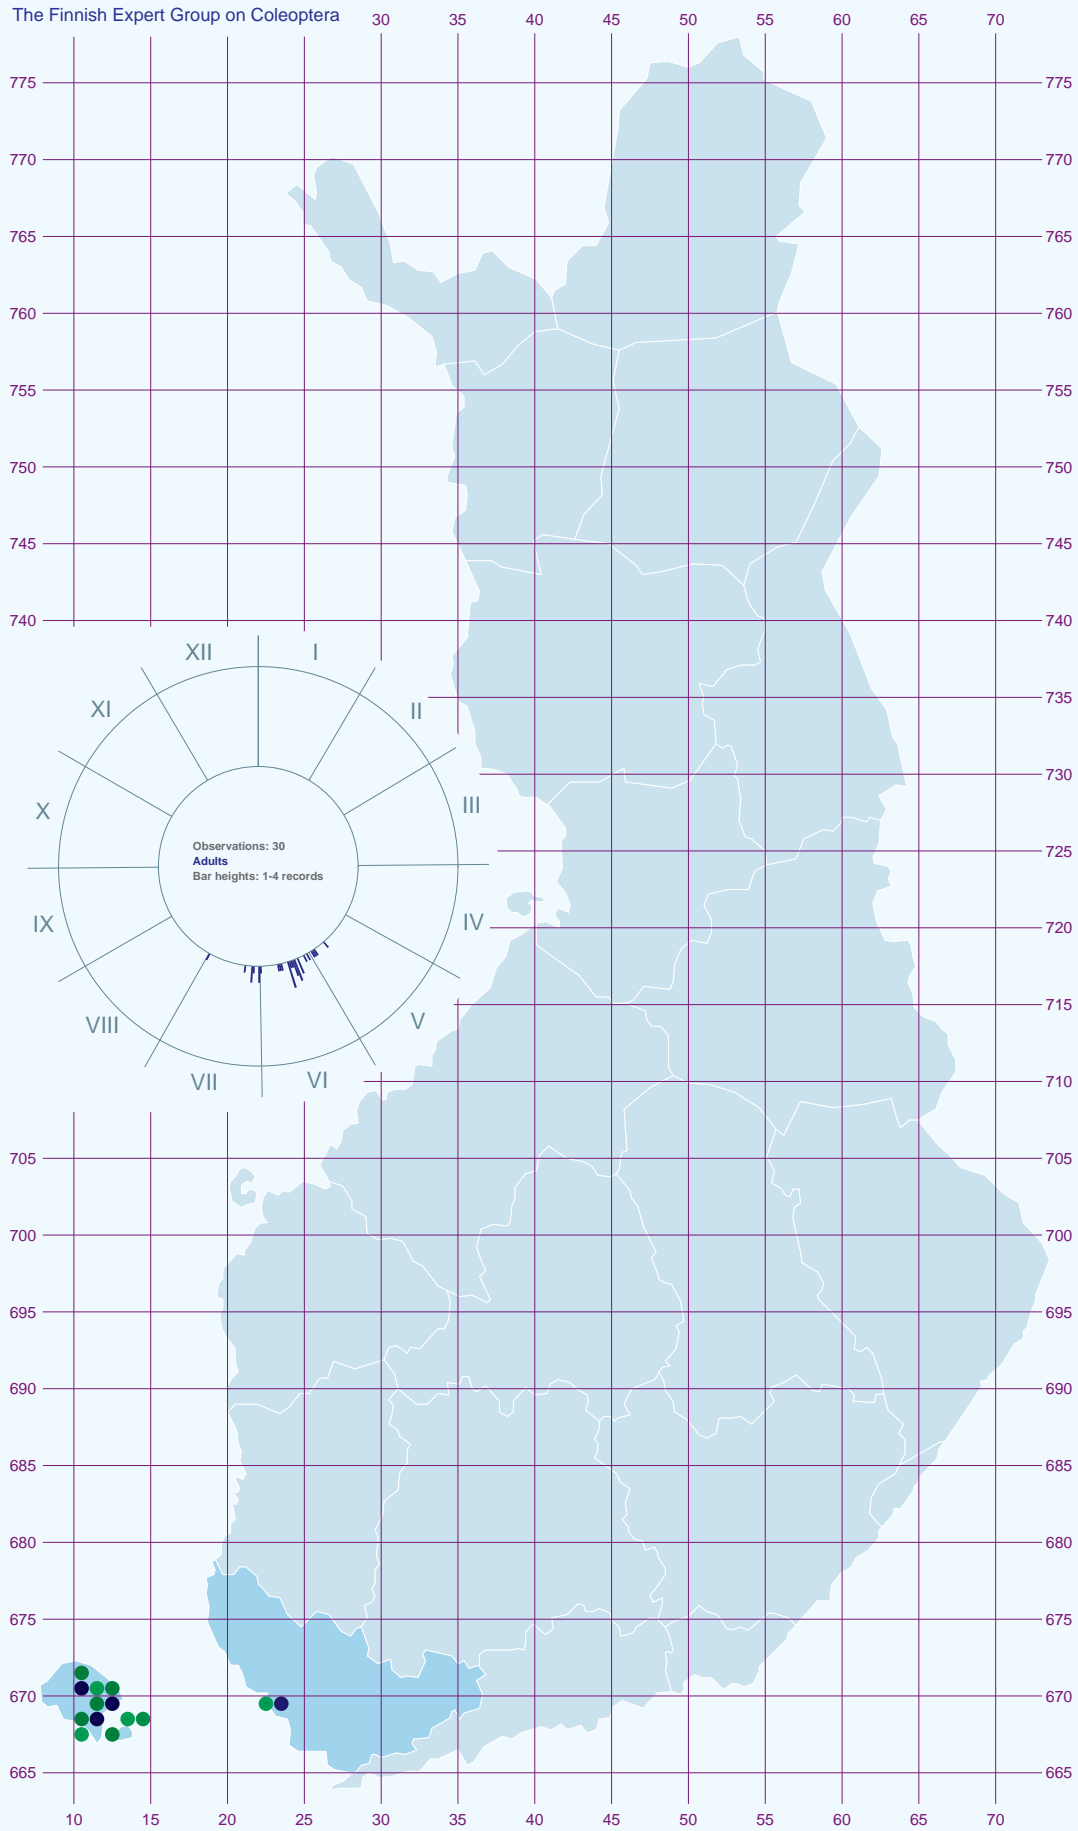 The Finnish Expert Group on Coleoptera
30 35 40 45 50 55 60 65 70
775 775
770 770
765 765
760 760
755 755
750 750
745 745
740 740
XII I
XI II
735
730
X III
Observations: 30
Adults
Bar heights: 1-4 records
725
IX IV
720
VIII V
715
VII VI
710
705 705
700 700
695 695
690 690
685 685
680 680
675 675
670 670
665 665
10 15 20 25 30 35 40 45 50 55 60 65 70